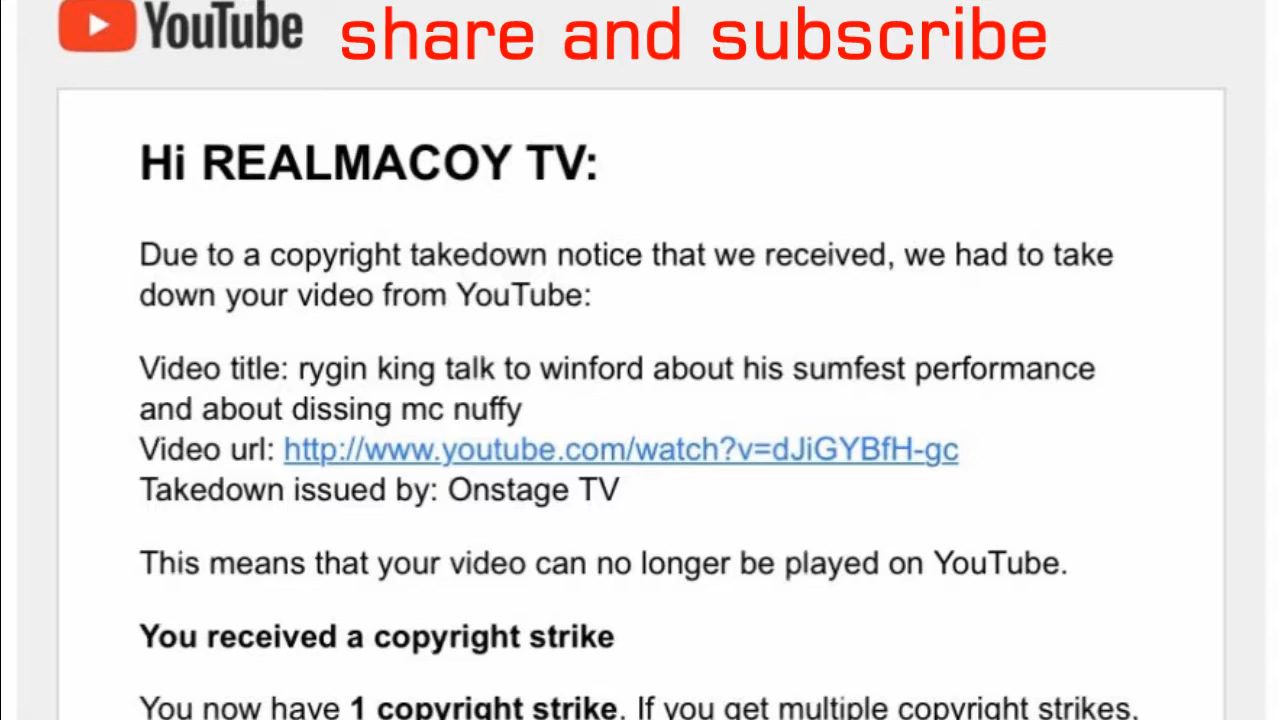 YouTube share and subscribe
Hi REALMACOY TV:
Due to a copyright takedown notice that we received, we had to take
down your video from YouTube:
Video title: rygin king talk to winford about his sumfest performance
and about dissing mc nuffy
Video url: http://www.youtube.com/watch?v=dJiGYBfH-gc
Takedown issued by: Onstage TV
This means that your video can no longer be played on YouTube.
You received a copyright strike
You now have 1 copyright strike. If you get multiple copyright strikes,